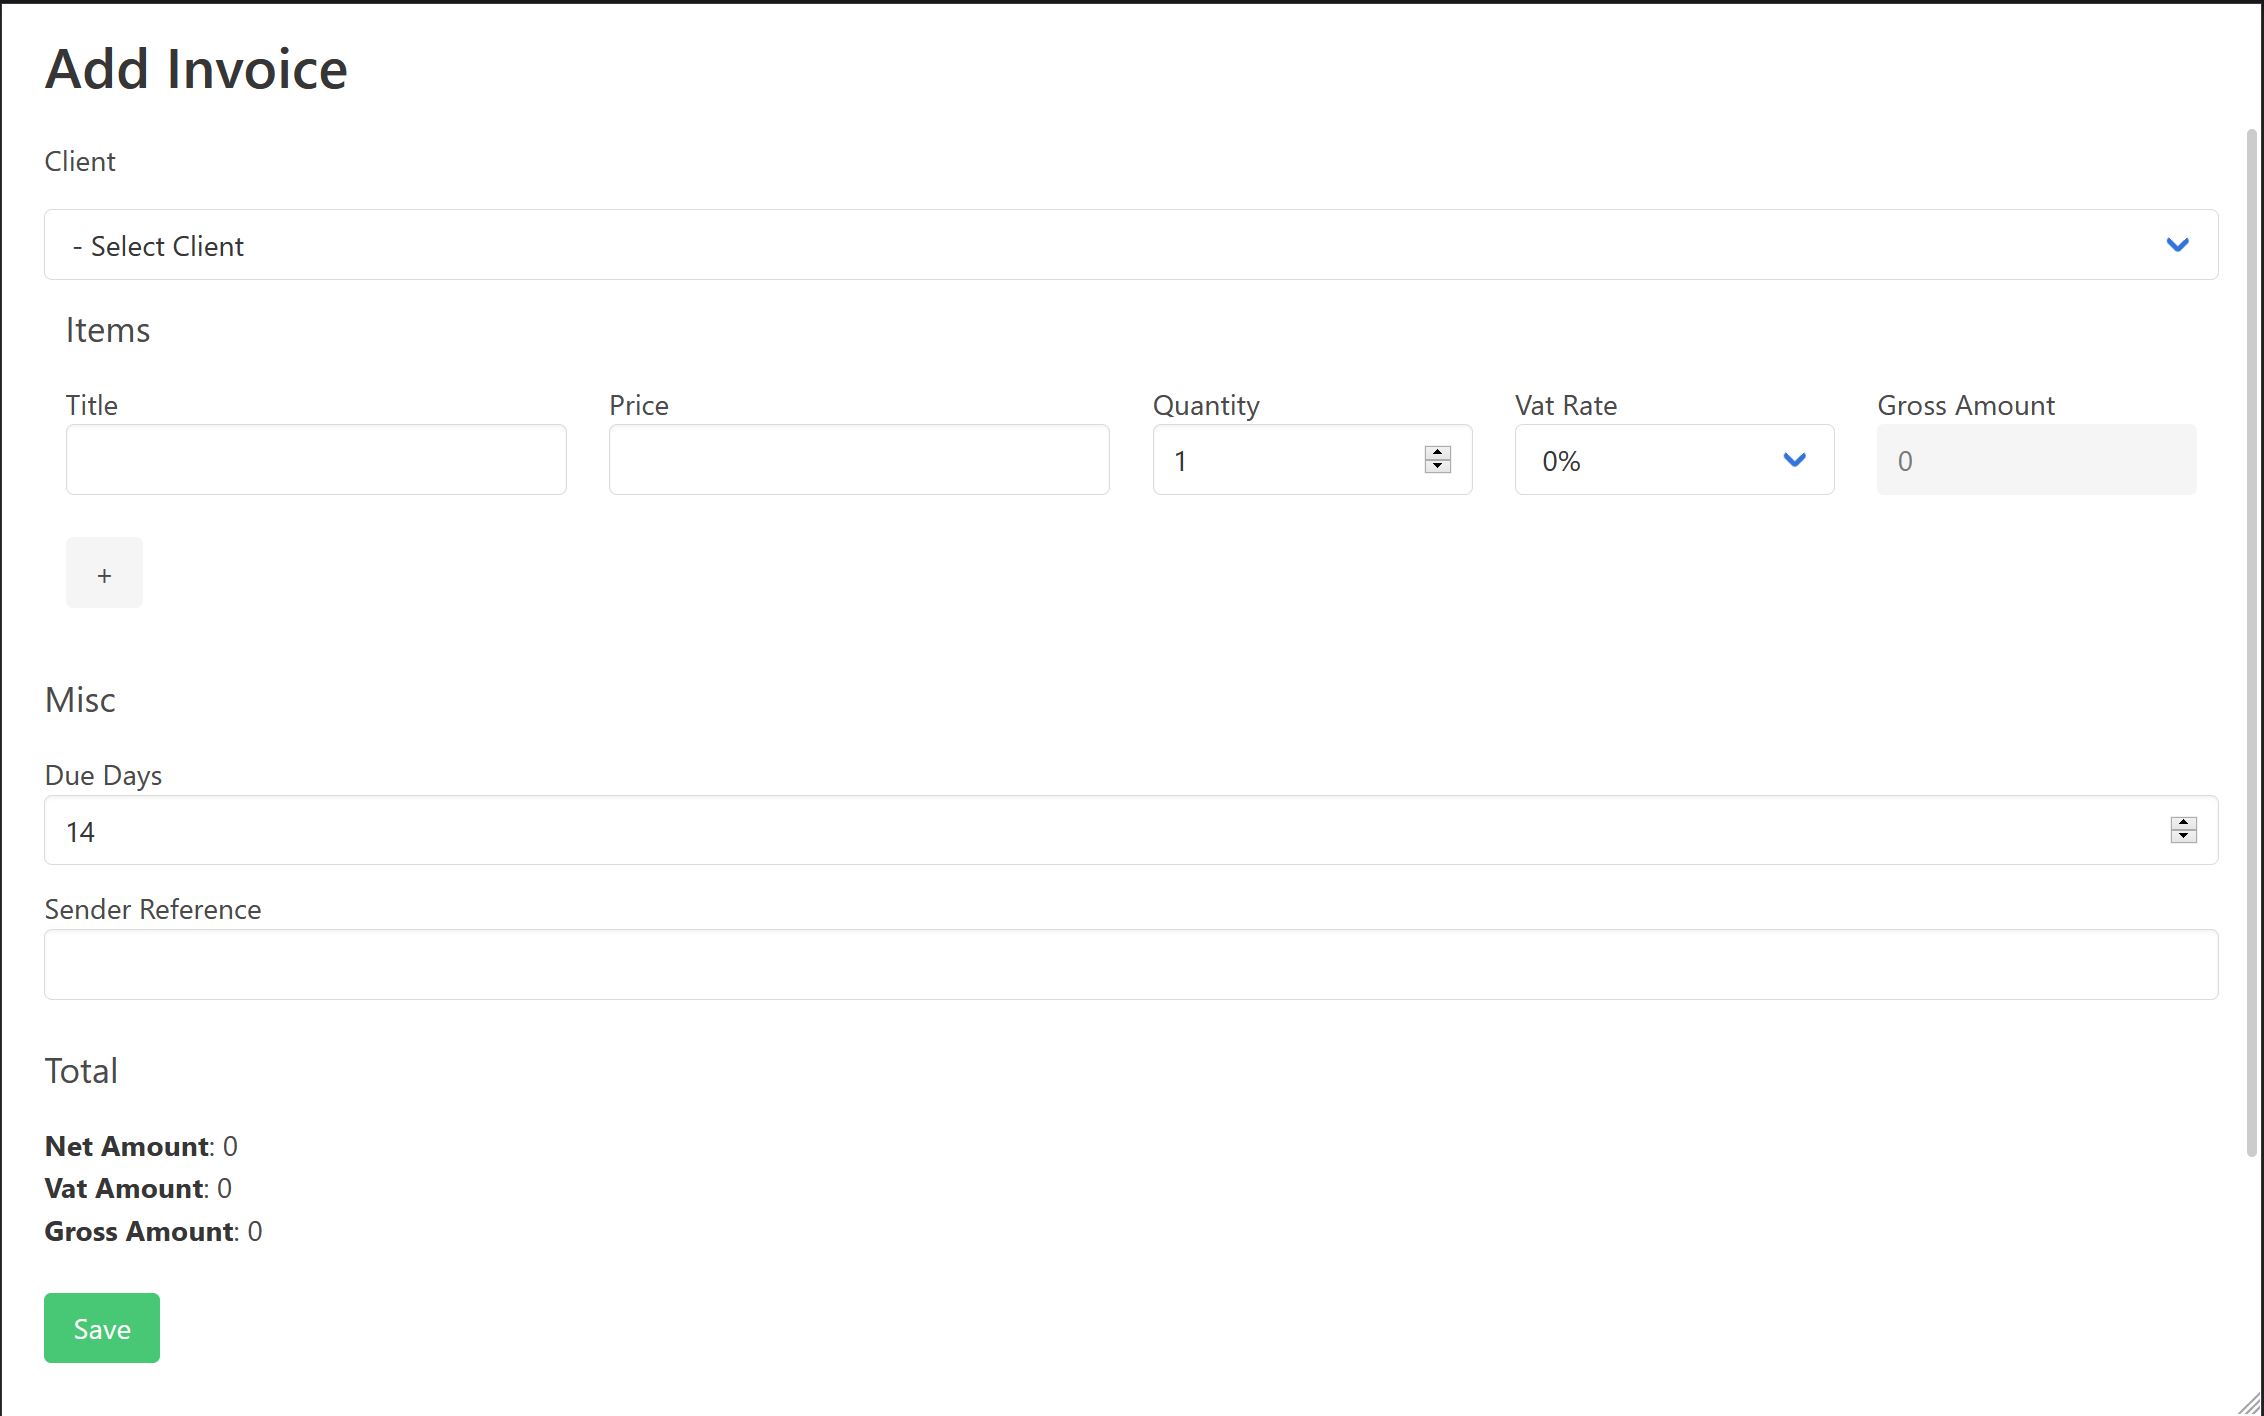 Add Invoice
Client
- Select Client
Items
Title Price Quantity Vat Rate Gross Amount
1 0% 0
+
Misc
Due Days
14
Sender Reference
Total
Net Amount: 0
Vat Amount: 0
Gross Amount: 0
Save